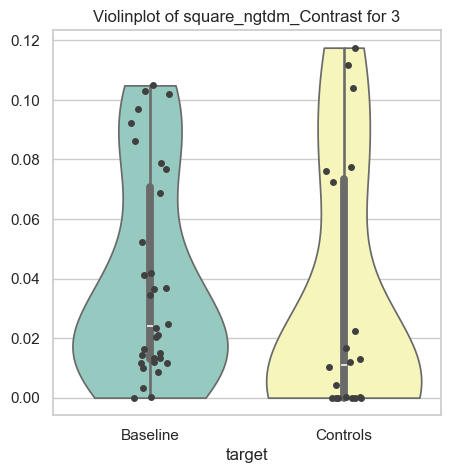 Violinplot of square_ngtdm_Contrast for 3
0.12
0.10
0.08
0.06
0.04
0.02
0.00
Baseline
Controls
target